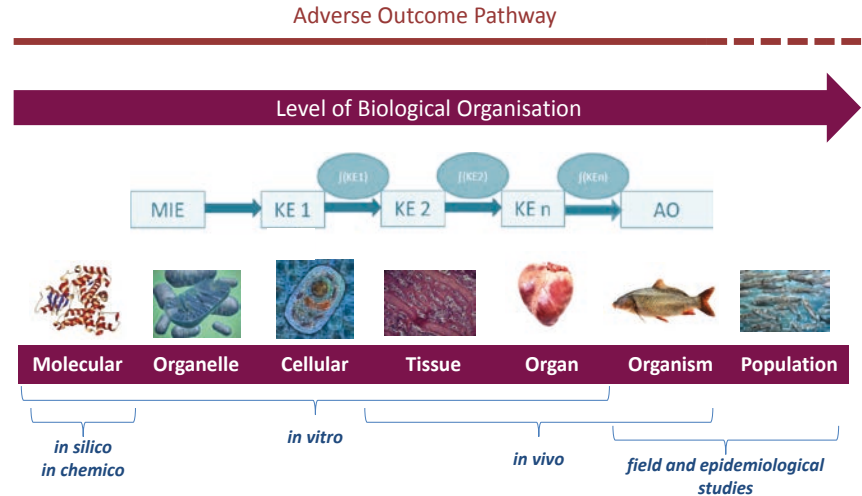 Adverse Outcome Pathway
Level of Biological Organisation
∫(KE1) ∫(KE2) ∫(KEn)
MIE KE 1 KE 2 KE n AO
Molecular Organelle Cellular Tissue Organ Organism Population
in silico
in chemico
in vitro
in vivo
field and epidemiological
studies